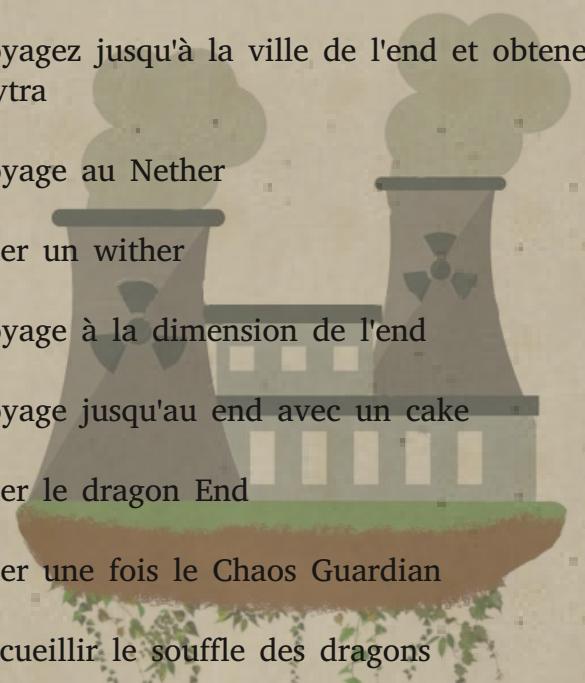 oyagez jusqu'à la ville de l'end et obtene
ytra
oyage au Nether
er un wither
oyage à la dimension de l'end
oyage jusqu'au end avec un cake
er le dragon End
er une fois le Chaos Guardian
cueillir le souffle des dragons